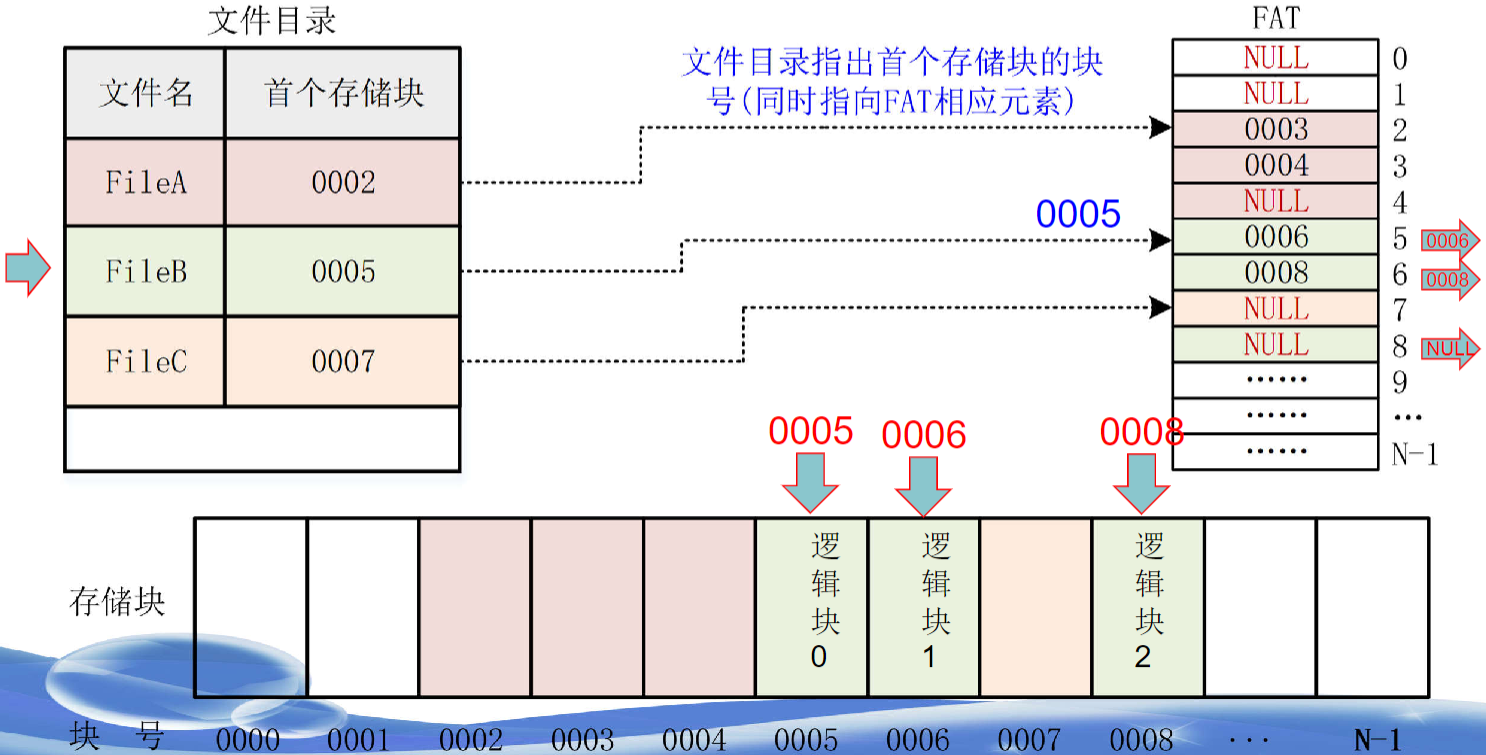 文件目录
文件名 首个存储块
FileA 0002
FileB 0005
FileC 0007
文件目录指出首个存储块的块
号(同时指向FAT相应元素)
0005
FAT
NULL 0
NULL 1
0003 2
0004 3
NULL 4
0006 5 0006
0008 6 0008
NULL 7
NULL 8 NULL
…… 9
…… …
…… N-1
0005 0006 0008
存储块
逻辑块0
逻辑块1
逻辑块2
块 号 0000 0001 0002 0003 0004 0005 0006 0007 0008 ... N-1